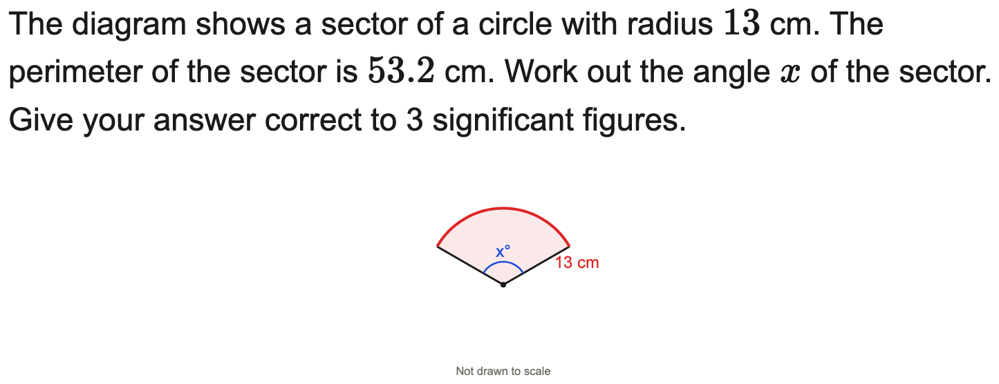 The diagram shows a sector of a circle with radius 13 cm. The
perimeter of the sector is 53.2 cm. Work out the angle x of the sector.
Give your answer correct to 3 significant figures.
x°
13 cm
Not drawn to scale